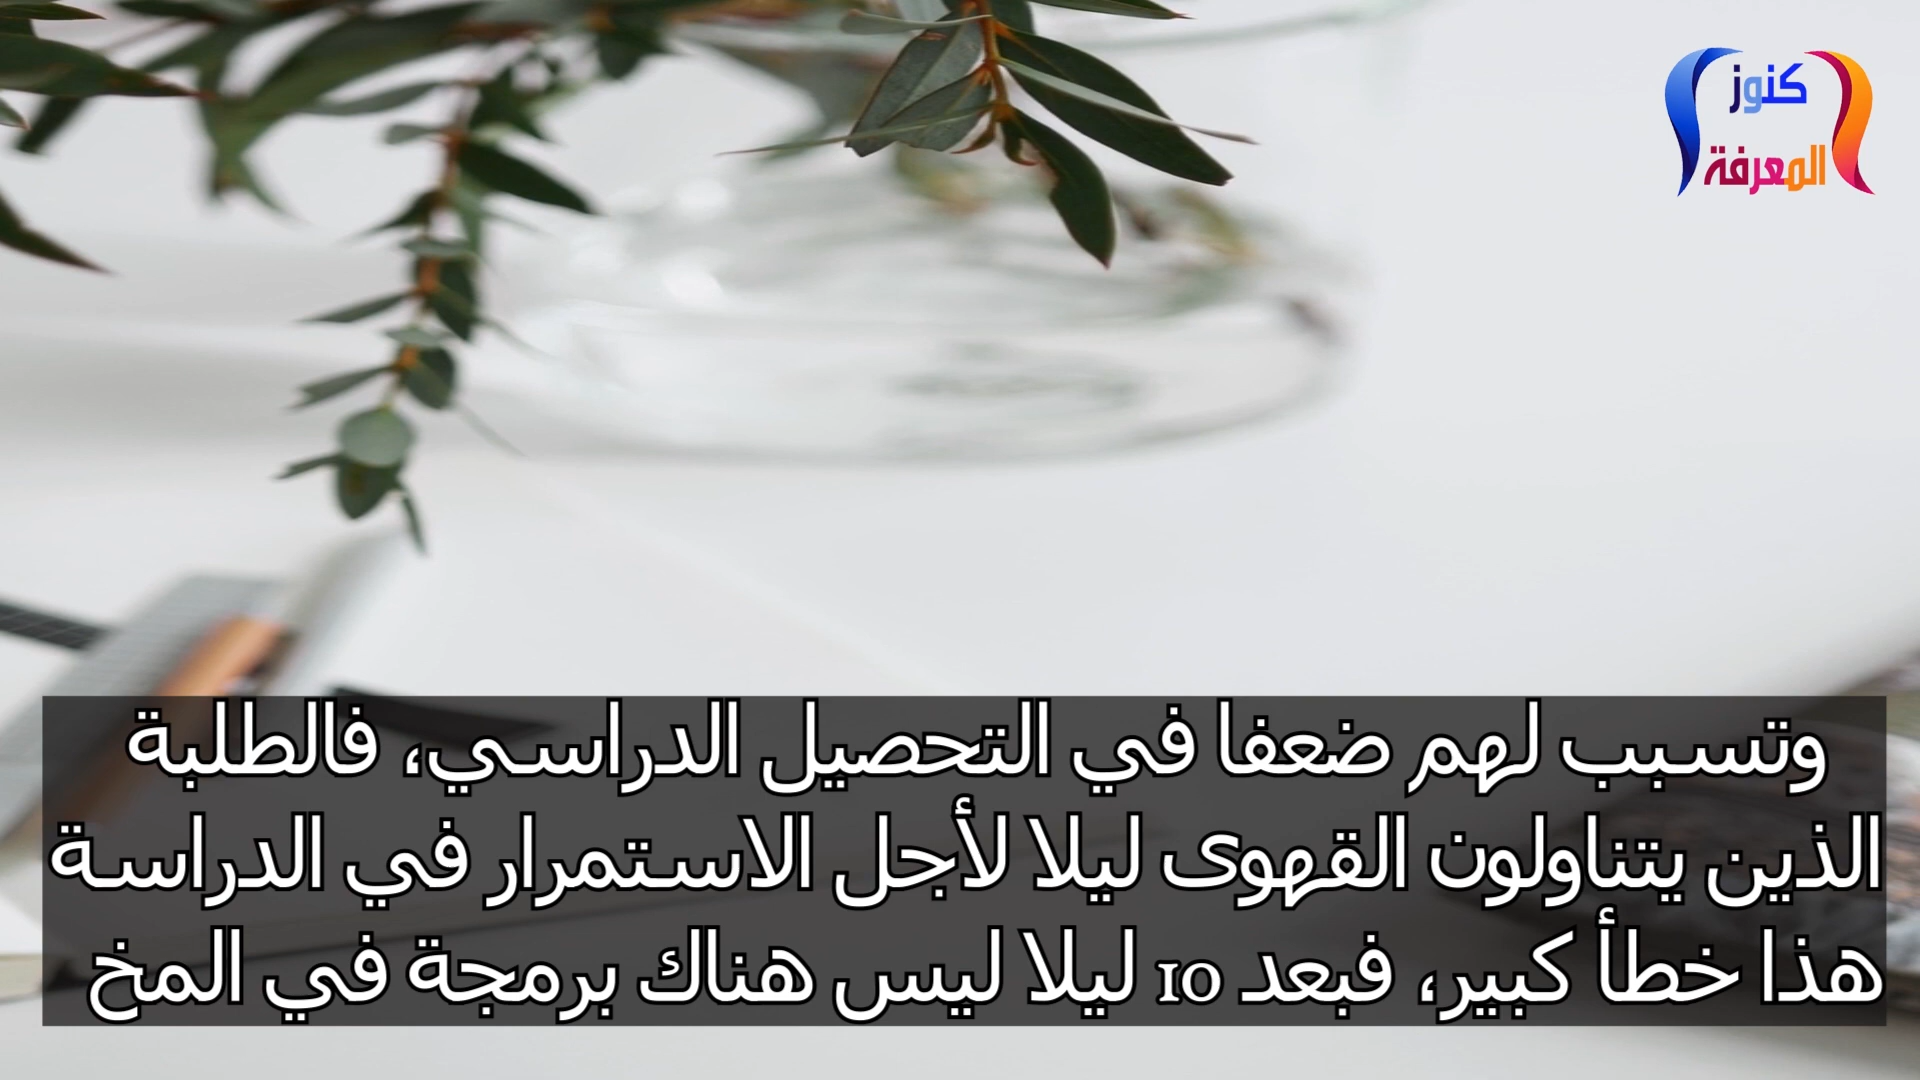 كنوز
المعرفة
وتسبب لهم ضعفا في التحصيل الدراسي، فالطلبة
الذين يتناولون القهوى ليلا لأجل الاستمرار في الدراسة
هذا خطأ كبير، فبعد 10 ليلا ليس هناك برمجة في المخ